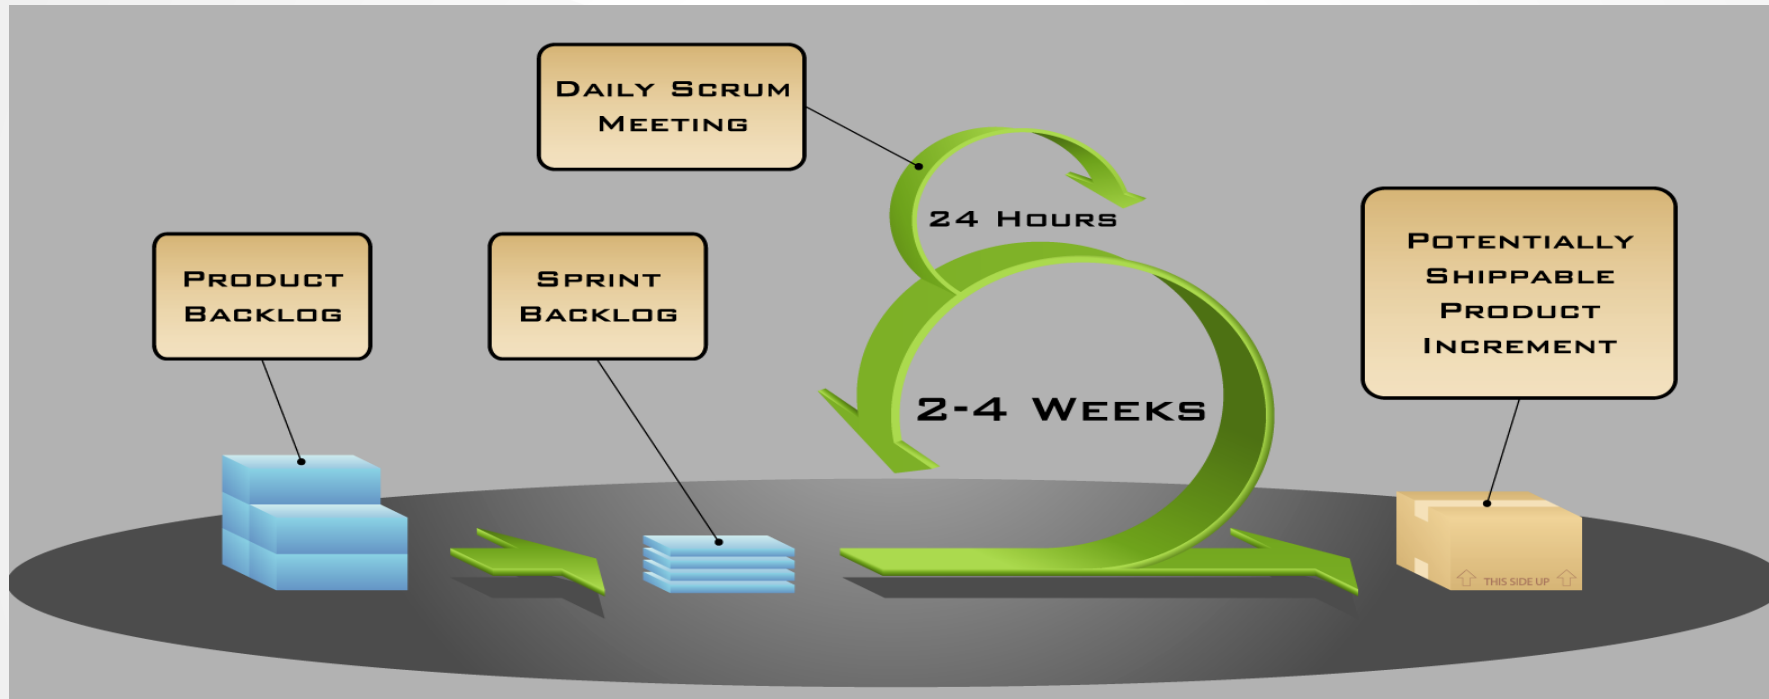 Daily Scrum
Meeting
24 Hours
Product
Backlog
Sprint
Backlog
2-4 Weeks
Potentially
Shippable
Product
Increment
THIS SIDE UP